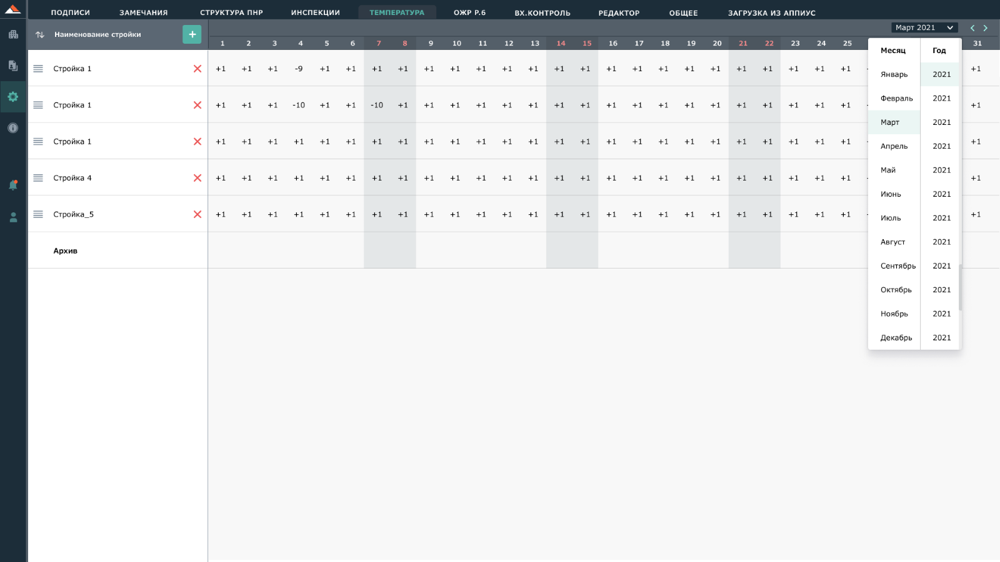 ПОДПИСИ ЗАМЕЧАНИЯ СТРУКТУРА ПНР ИНСПЕКЦИИ ТЕМПЕРАТУРА ОЖР Р.6 ВХ.КОНТРОЛЬ РЕДАКТОР ОБЩЕЕ ЗАГРУЗКА ИЗ АППИУС
Март 2021
Наименование стройки +
1 2 3 4 5 6 7 8 9 10 11 12 13 14 15 16 17 18 19 20 21 22 23 24 25 31
Стройка 1 +1 +1 +1 -9 +1 +1 +1 +1 +1 +1 +1 +1 +1 +1 +1 +1 +1 +1 +1 +1 +1 +1 +1 +1 +1 +1
Стройка 1 +1 +1 +1 -10 +1 +1 -10 +1 +1 +1 +1 +1 +1 +1 +1 +1 +1 +1 +1 +1 +1 +1 +1 +1 +1 +1
Стройка 1 +1 +1 +1 +1 +1 +1 +1 +1 +1 +1 +1 +1 +1 +1 +1 +1 +1 +1 +1 +1 +1 +1 +1 +1 +1 +1
Стройка 4 +1 +1 +1 +1 +1 +1 +1 +1 +1 +1 +1 +1 +1 +1 +1 +1 +1 +1 +1 +1 +1 +1 +1 +1 +1 +1
Стройка_5 +1 +1 +1 +1 +1 +1 +1 +1 +1 +1 +1 +1 +1 +1 +1 +1 +1 +1 +1 +1 +1 +1 +1 +1 +1 +1
Архив
Месяц Год
Январь 2021
Февраль 2021
Март 2021
Апрель 2021
Май 2021
Июнь 2021
Июль 2021
Август 2021
Сентябрь 2021
Октябрь 2021
Ноябрь 2021
Декабрь 2021